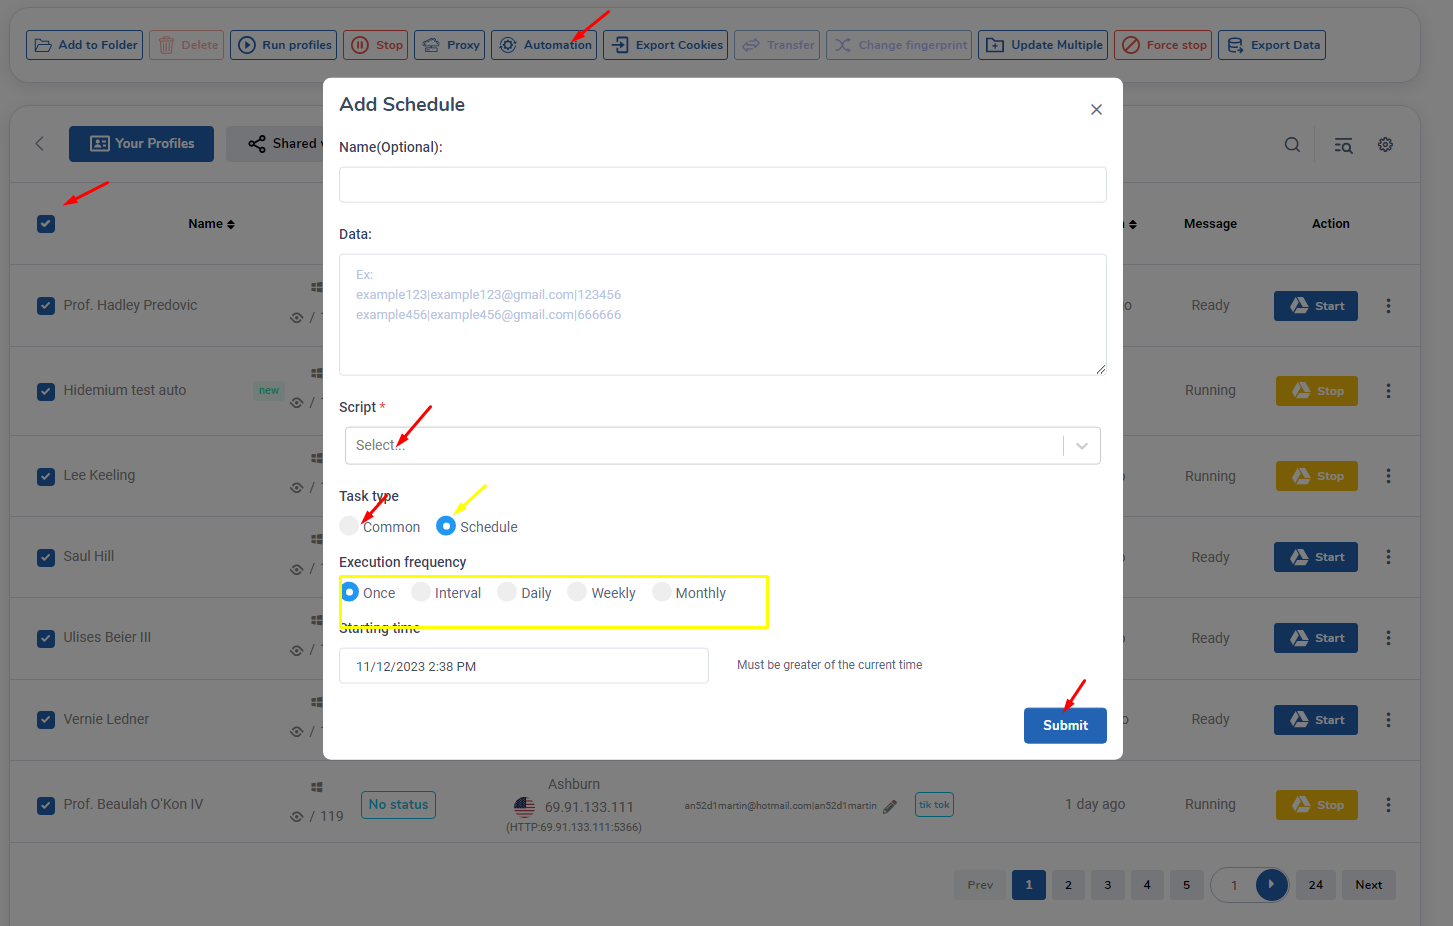 Add to Folder
Delete
Run profiles
Stop
Proxy
Automation
Export Cookies
Transfer
Change fingerprint
Update Multiple
Force stop
Export Data
Your Profiles
Shared
Add Schedule
Name(Optional):
Data:
Ex:
example123|example123@gmail.com|123456
example456|example456@gmail.com|666666
Script *
Select...
Task type
Common
Schedule
Execution frequency
Once
Interval
Daily
Weekly
Monthly
Starting time
11/12/2023 2:38 PM
Must be greater of the current time
Submit
Name
Message
Action
Prof. Hadley Predovic
/
Ready
Start
Hidemium test auto
new
/
Running
Stop
Lee Keeling
/
Running
Stop
Saul Hill
/
Ready
Start
Ulises Beier III
/
Ready
Start
Vernie Ledner
/
Ready
Start
Prof. Beaulah O'Kon IV
/ 119
No status
Ashburn
69.91.133.111
(HTTP:69.91.133.111:5366)
an52d1martin@hotmail.com|an52d1martin
tik tok
1 day ago
Running
Stop
Prev
1
2
3
4
5
1
24
Next